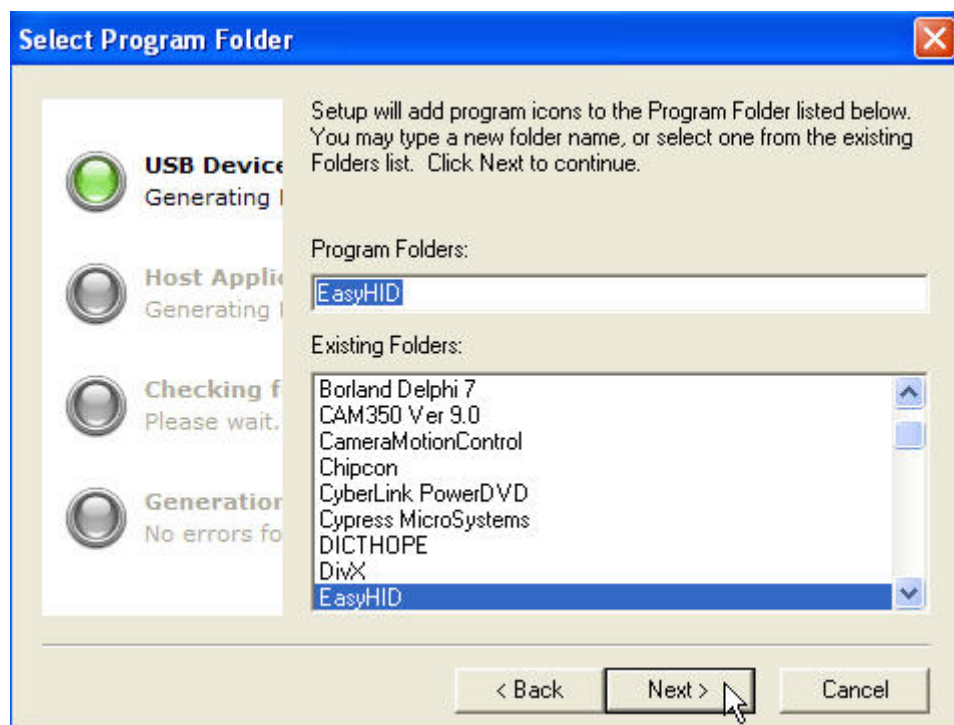 Select Program Folder
USB Device
Generating
Host Applic
Generating
Checking f
Please wait.
Generation
No errors fo
Setup will add program icons to the Program Folder listed below.
You may type a new folder name, or select one from the existing
Folders list. Click Next to continue.
Program Folders:
EasyHID
Existing Folders:
Borland Delphi 7
CAM350 Ver 9.0
CameraMotionControl
Chipcon
CyberLink PowerDVD
Cypress MicroSystems
DICTHOPE
DivX
EasyHID
< Back
Next >
Cancel